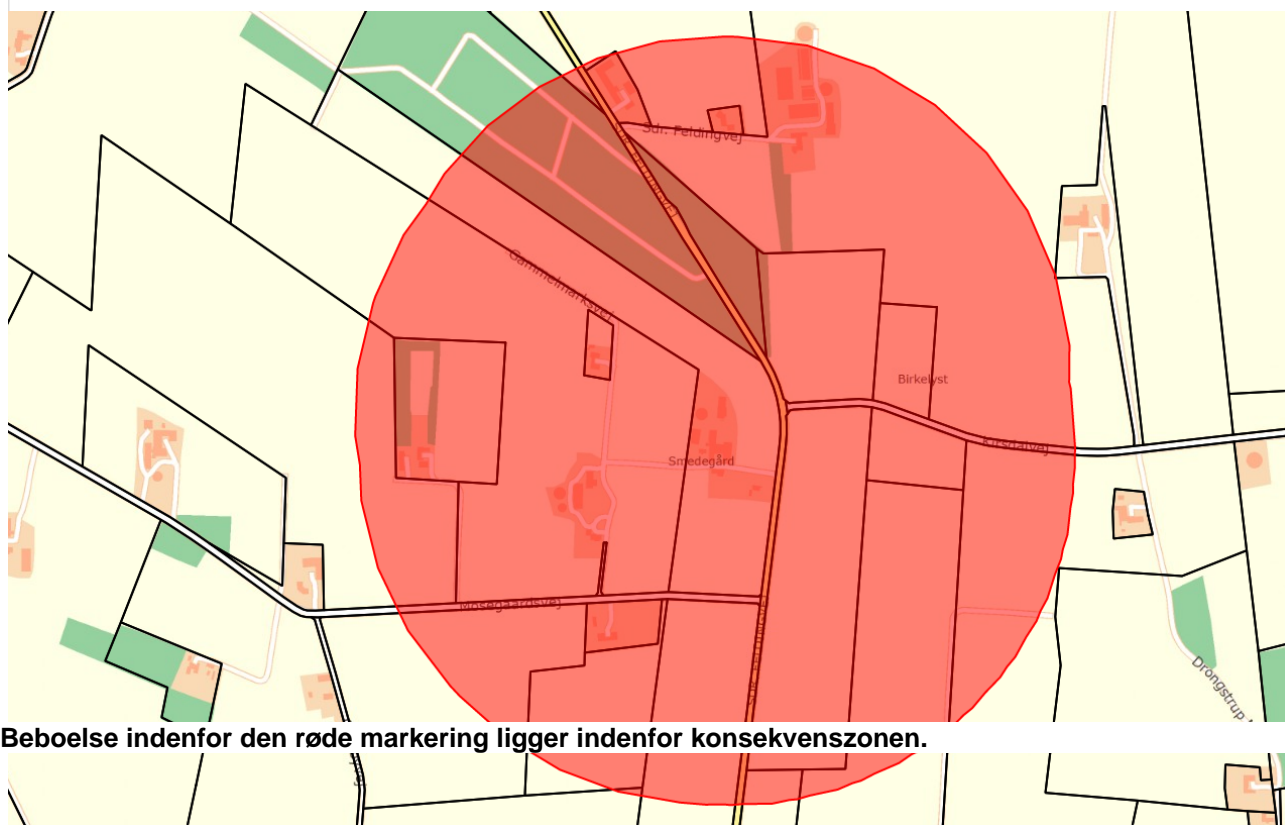 Sdr. Feldingvej
Gammelmarksvej
Birkelyst
Smedegård
Mosegaardsvej
Drongstrup
Beboelse indenfor den røde markering ligger indenfor konsekvenszonen.